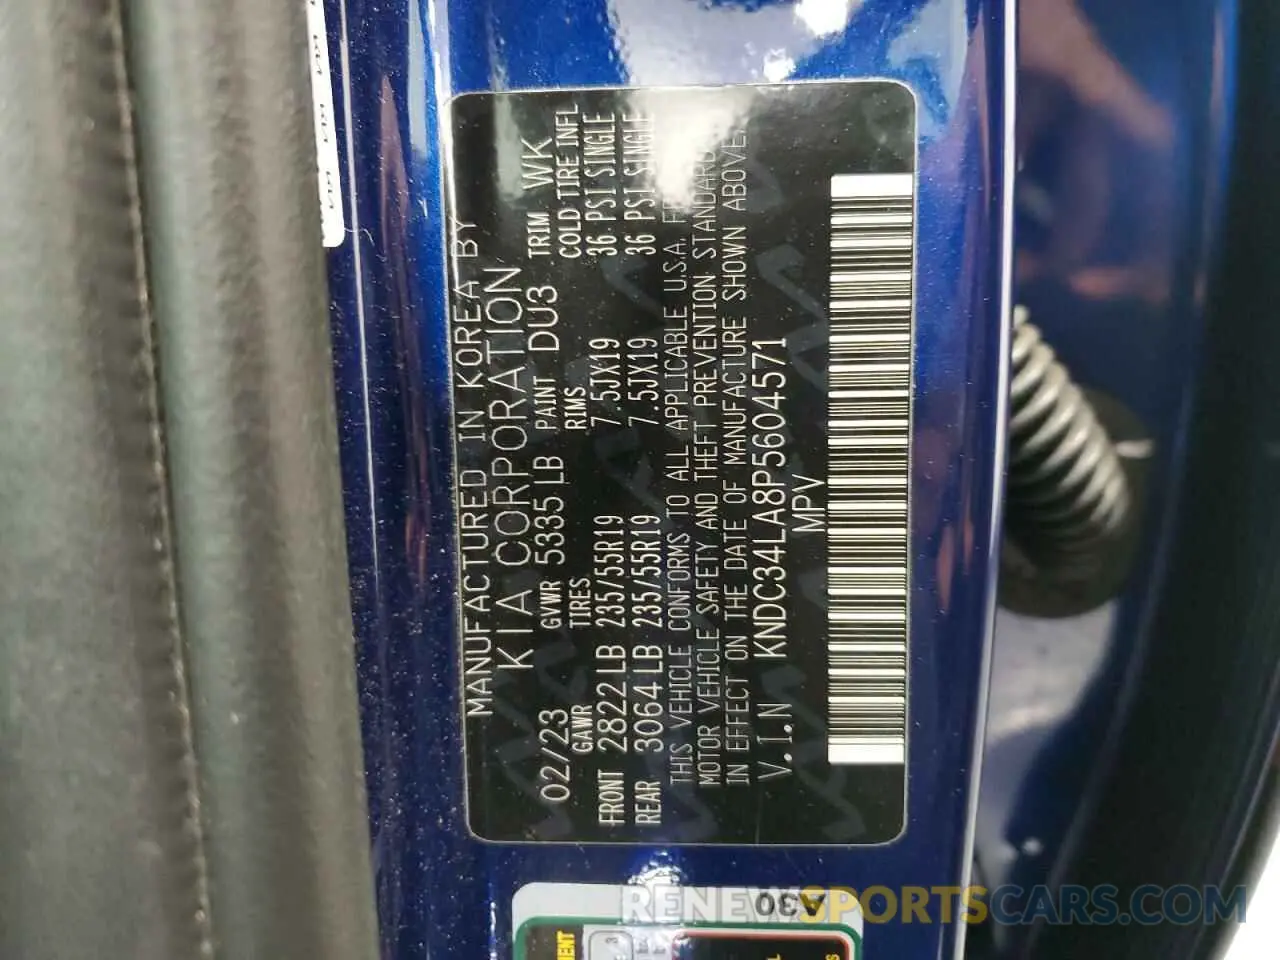 MANUFACTURED IN KOREA BY
KIA CORPORATION
02/23 GVWR 5335 LB PAINT DU3 TRIM WK
GAWR TIRES RIMS COLD TIRE INFL
FRONT 2822 LB 235/55R19 7.5JX19 36 PSI SINGLE
REAR 3064 LB 235/55R19 7.5JX19 36 PSI SINGLE
THIS VEHICLE CONFORMS TO ALL APPLICABLE U.S.A.
MOTOR VEHICLE SAFETY AND THEFT PREVENTION STANDARD
IN EFFECT ON THE DATE OF MANUFACTURE SHOWN ABOVE.
V.I.N KNDC34LA8P5604571
MPV
A30
RENEWSPORTSCARS.COM